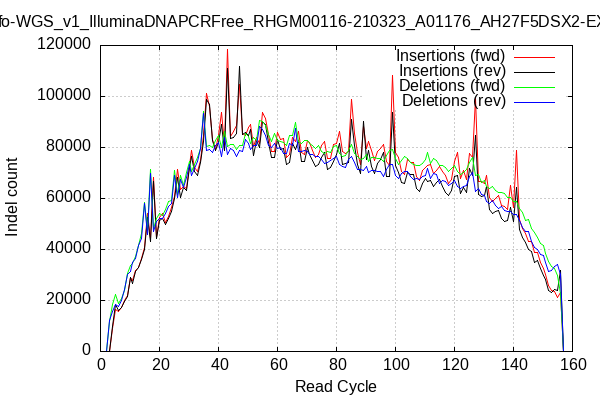 fo-WGS_v1_IlluminaDNAPCRFree_RHGM00116-210323_A01176_AH27F5DSX2-EX
Insertions (fwd)
Insertions (rev)
Deletions (fwd)
Deletions (rev)
120000
100000
80000
60000
40000
20000
0
Indel count
0 20 40 60 80 100 120 140 160
Read Cycle